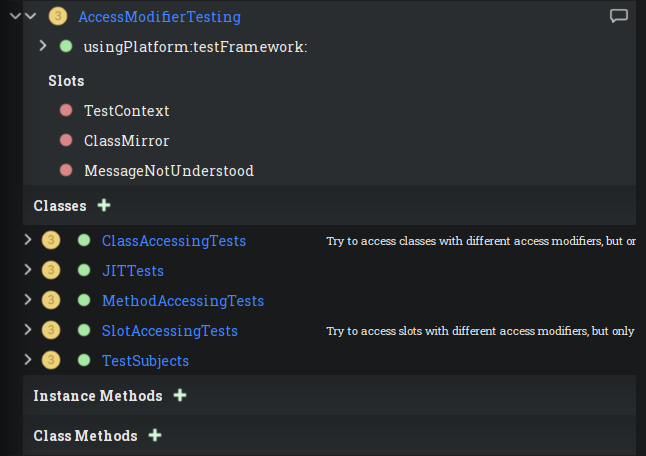 3 AccessModifierTesting
usingPlatform:testFramework:
Slots
TestContext
ClassMirror
MessageNotUnderstood
Classes +
3 ClassAccessingTests Try to access classes with different access modifiers, but or
3 JITTests
3 MethodAccessingTests
3 SlotAccessingTests Try to access slots with different access modifiers, but only
3 TestSubjects
Instance Methods +
Class Methods +